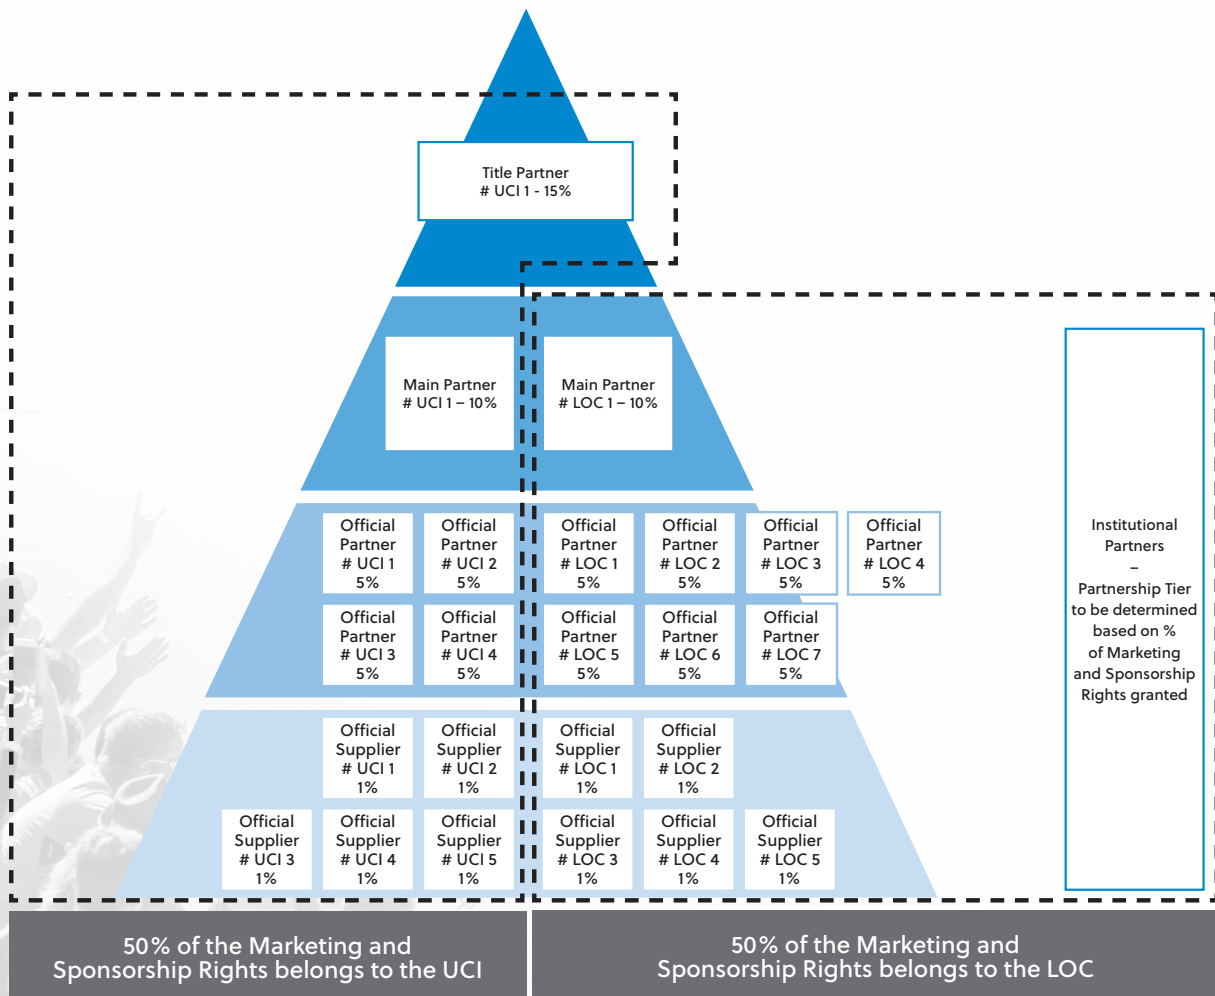 Title Partner
# UCI 1 - 15%
Main Partner
# UCI 1 – 10%
Main Partner
# LOC 1 – 10%
Official
Partner
# UCI 1
5%
Official
Partner
# UCI 2
5%
Official
Partner
# LOC 1
5%
Official
Partner
# LOC 2
5%
Official
Partner
# LOC 3
5%
Official
Partner
# LOC 4
5%
Official
Partner
# UCI 3
5%
Official
Partner
# UCI 4
5%
Official
Partner
# LOC 5
5%
Official
Partner
# LOC 6
5%
Official
Partner
# LOC 7
5%
Official
Supplier
# UCI 1
1%
Official
Supplier
# UCI 2
1%
Official
Supplier
# LOC 1
1%
Official
Supplier
# LOC 2
1%
Official
Supplier
# UCI 3
1%
Official
Supplier
# UCI 4
1%
Official
Supplier
# UCI 5
1%
Official
Supplier
# LOC 3
1%
Official
Supplier
# LOC 4
1%
Official
Supplier
# LOC 5
1%
Institutional
Partners
–
Partnership Tier
to be determined
based on %
of Marketing
and Sponsorship
Rights granted
50% of the Marketing and
Sponsorship Rights belongs to the UCI
50% of the Marketing and
Sponsorship Rights belongs to the LOC